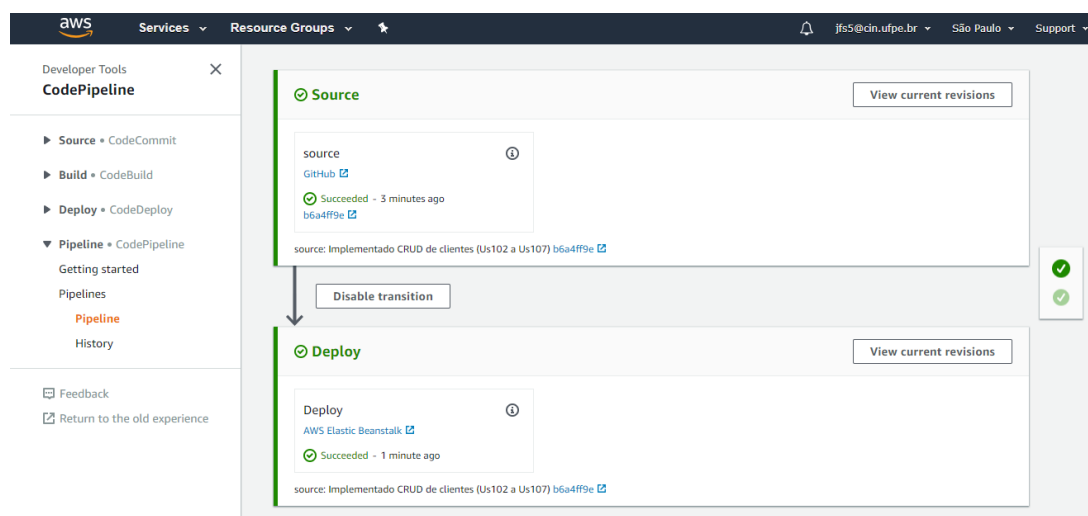 aws Services Resource Groups jfs5@cin.ufpe.br São Paulo Support
Developer Tools
CodePipeline
Source • CodeCommit
Build • CodeBuild
Deploy • CodeDeploy
Pipeline • CodePipeline
Getting started
Pipelines
Pipeline
History
Feedback
Return to the old experience
Source View current revisions
source
GitHub
Succeeded - 3 minutes ago
b6a4ff9e
source: Implementado CRUD de clientes (Us102 a Us107) b6a4ff9e
Disable transition
Deploy View current revisions
Deploy
AWS Elastic Beanstalk
Succeeded - 1 minute ago
source: Implementado CRUD de clientes (Us102 a Us107) b6a4ff9e